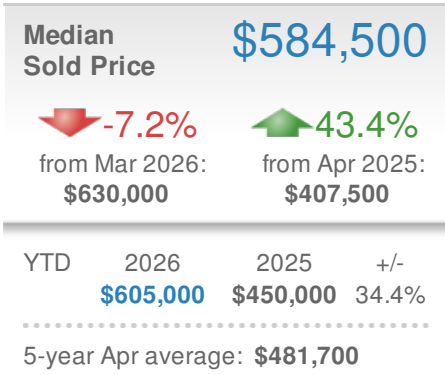 Median
Sold Price
$584,500
-7.2%
from Mar 2026:
$630,000
43.4%
from Apr 2025:
$407,500
YTD 2026 2025 +/-
$605,000 $450,000 34.4%
5-year Apr average: $481,700